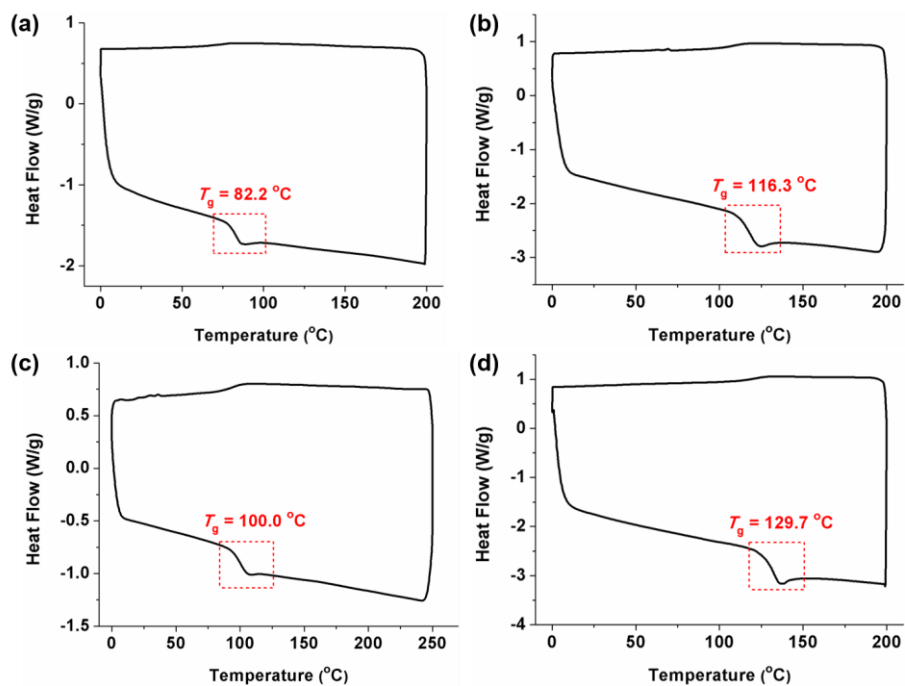 (a)
Heat Flow (W/g)
1
0
-1
-2
Tg = 82.2 °C
0 50 100 150 200
Temperature (°C)
(b)
Heat Flow (W/g)
1
0
-1
-2
-3
Tg = 116.3 °C
0 50 100 150 200
Temperature (°C)
(c)
Heat Flow (W/g)
1.0
0.5
0.0
-0.5
-1.0
-1.5
Tg = 100.0 °C
0 50 100 150 200 250
Temperature (°C)
(d)
Heat Flow (W/g)
1
0
-1
-2
-3
-4
Tg = 129.7 °C
0 50 100 150 200
Temperature (°C)